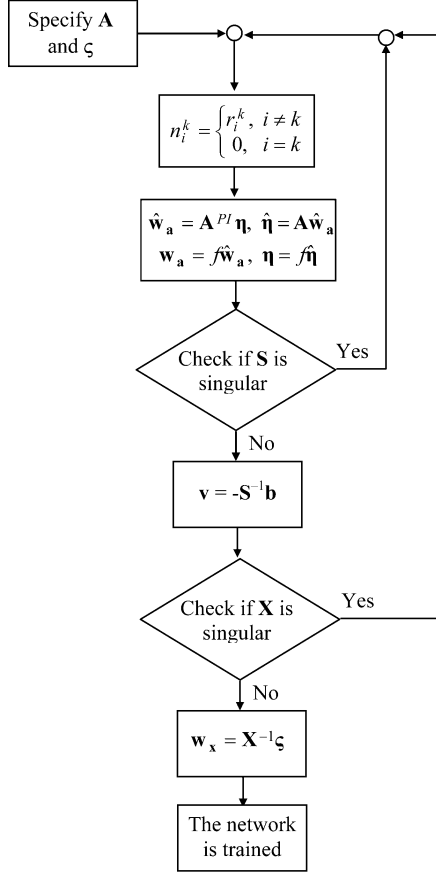 Specify A
and ς
n_i^k = { r_i^k, i ≠ k
0, i = k
ŵ_a = A^{PI} η, η̂ = Aŵ_a
w_a = fŵ_a, η = fη̂
Check if S is
singular
Yes
No
v = -S^{-1}b
Check if X is
singular
Yes
No
w_x = X^{-1}ς
The network
is trained